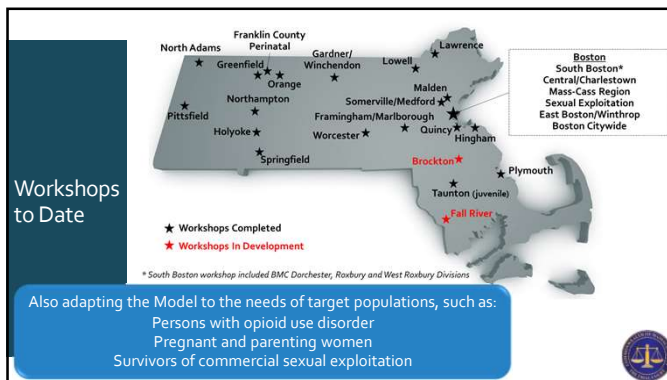 Workshops
to Date
North Adams
Franklin County
Perinatal
Greenfield
Orange
Gardner/
Winchendon
Lowell
Lawrence
Pittsfield
Northampton
Holyoke
Springfield
Worcester
Framingham/Marlborough
Somerville/Medford
Malden
Quincy
Hingham
Brockton
Plymouth
Taunton (juvenile)
Fall River
Boston
South Boston*
Central/Charlestown
Mass-Cass Region
Sexual Exploitation
East Boston/Winthrop
Boston Citywide
Workshops Completed
Workshops In Development
* South Boston workshop included BMC Dorchester, Roxbury and West Roxbury Divisions
Also adapting the Model to the needs of target populations, such as:
Persons with opioid use disorder
Pregnant and parenting women
Survivors of commercial sexual exploitation